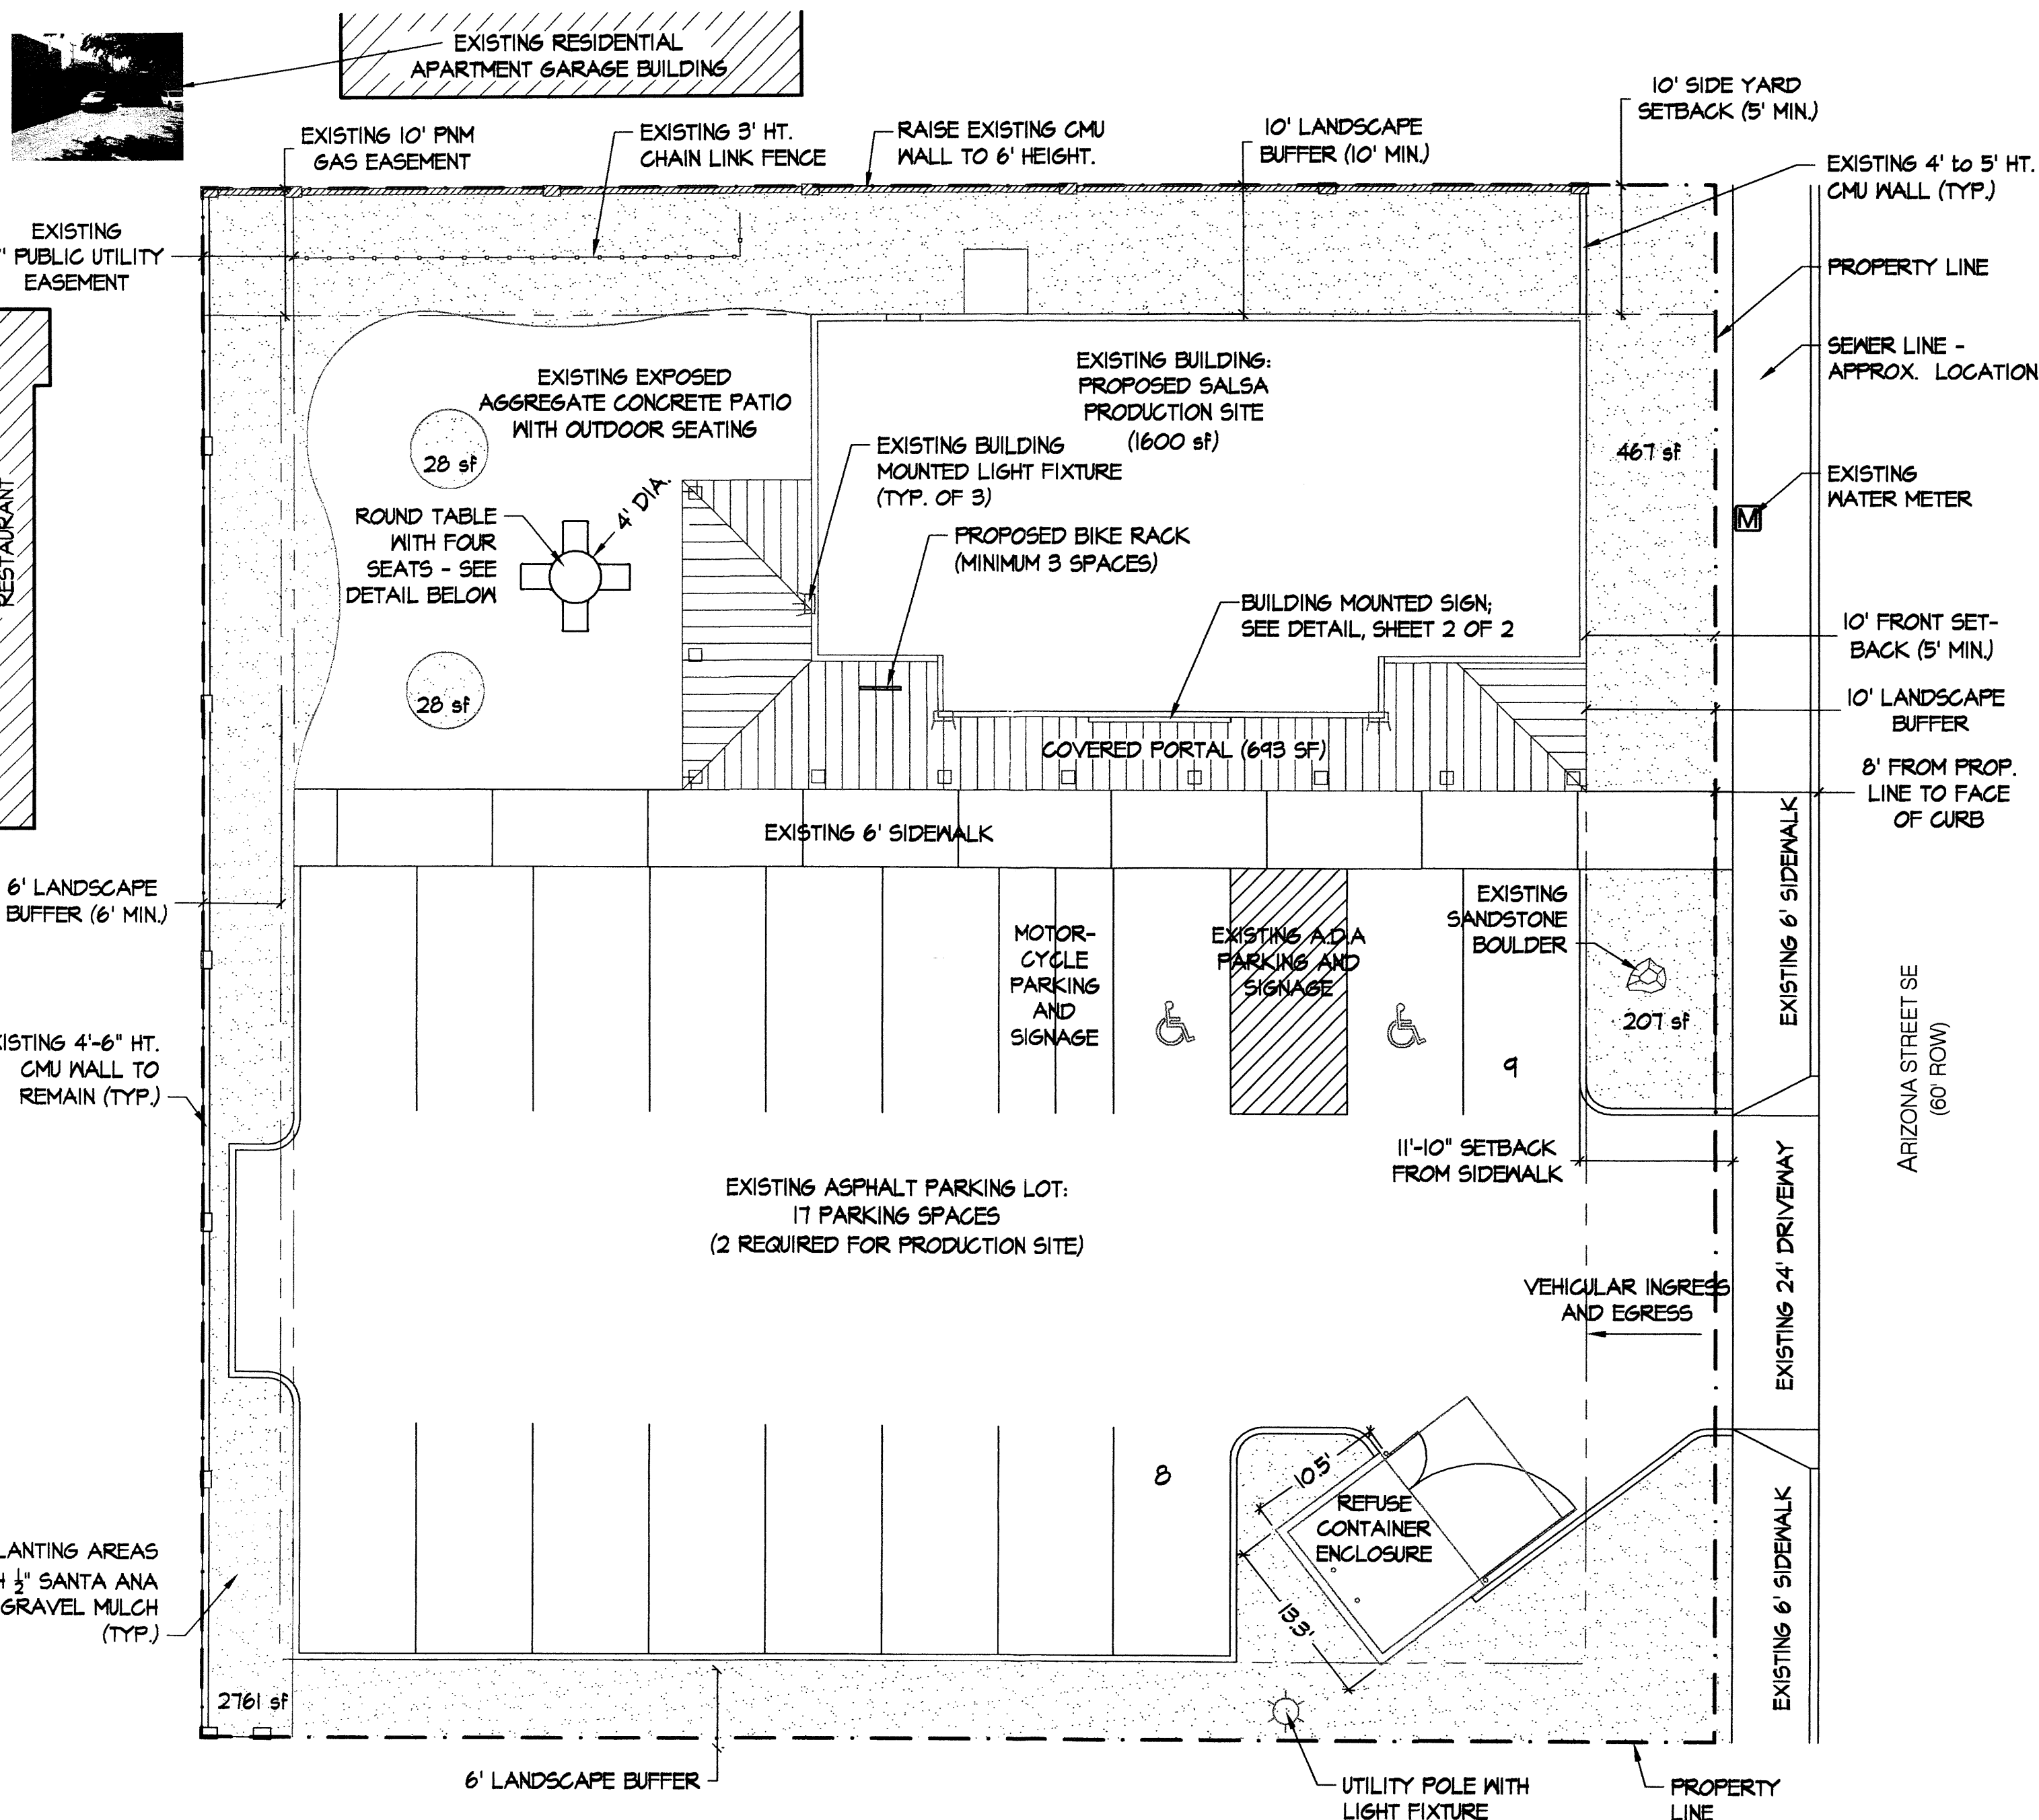 EXISTING RESIDENTIAL
APARTMENT GARAGE BUILDING
10' SIDE YARD
SETBACK (5' MIN.)
EXISTING 10' PNM
GAS EASEMENT
EXISTING 3' HT.
CHAIN LINK FENCE
RAISE EXISTING CMU
WALL TO 6' HEIGHT.
10' LANDSCAPE
BUFFER (10' MIN.)
EXISTING 4' to 5' HT.
CMU WALL (TYP.)
EXISTING
" PUBLIC UTILITY
EASEMENT
PROPERTY LINE
SEWER LINE -
APPROX. LOCATION
EXISTING EXPOSED
AGGREGATE CONCRETE PATIO
WITH OUTDOOR SEATING
EXISTING BUILDING:
PROPOSED SALSA
PRODUCTION SITE
(1600 sf)
28 sf
467 sf
EXISTING BUILDING
MOUNTED LIGHT FIXTURE
(TYP. OF 3)
EXISTING
WATER METER
M
RESTAURANT
ROUND TABLE
WITH FOUR
SEATS - SEE
DETAIL BELOW
4' DIA.
PROPOSED BIKE RACK
(MINIMUM 3 SPACES)
BUILDING MOUNTED SIGN;
SEE DETAIL, SHEET 2 OF 2
10' FRONT SET-
BACK (5' MIN.)
28 sf
10' LANDSCAPE
BUFFER
COVERED PORTAL (693 SF)
8' FROM PROP.
LINE TO FACE
OF CURB
EXISTING 6' SIDEWALK
EXISTING 6' SIDEWALK
6' LANDSCAPE
BUFFER (6' MIN.)
MOTOR-
CYCLE
PARKING
AND
SIGNAGE
EXISTING A.D.A
PARKING AND
SIGNAGE
EXISTING
SANDSTONE
BOULDER
207 sf
9
ARIZONA STREET SE
(60' ROW)
ISTING 4'-6" HT.
CMU WALL TO
REMAIN (TYP.)
11'-10" SETBACK
FROM SIDEWALK
EXISTING ASPHALT PARKING LOT:
17 PARKING SPACES
(2 REQUIRED FOR PRODUCTION SITE)
EXISTING 24' DRIVEWAY
VEHICULAR INGRESS
AND EGRESS
8
10.5'
REFUSE
CONTAINER
ENCLOSURE
13.3'
EXISTING 6' SIDEWALK
LANTING AREAS
H ½" SANTA ANA
GRAVEL MULCH
(TYP.)
2761 sf
6' LANDSCAPE BUFFER
UTILITY POLE WITH
LIGHT FIXTURE
PROPERTY
LINE